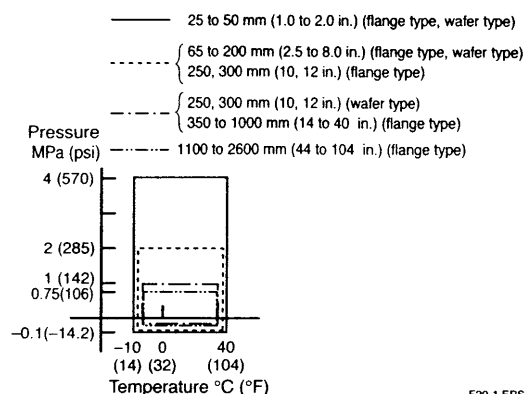 25 to 50 mm (1.0 to 2.0 in.) (flange type, wafer type)
65 to 200 mm (2.5 to 8.0 in.) (flange type, wafer type)
250, 300 mm (10, 12 in.) (flange type)
250, 300 mm (10, 12 in.) (wafer type)
350 to 1000 mm (14 to 40 in.) (flange type)
1100 to 2600 mm (44 to 104 in.) (flange type)
Pressure
MPa (psi)
4 (570)
2 (285)
1 (142)
0.75(106)
–0.1(–14.2)
–10 0 40
(14) (32) (104)
Temperature °C (°F)